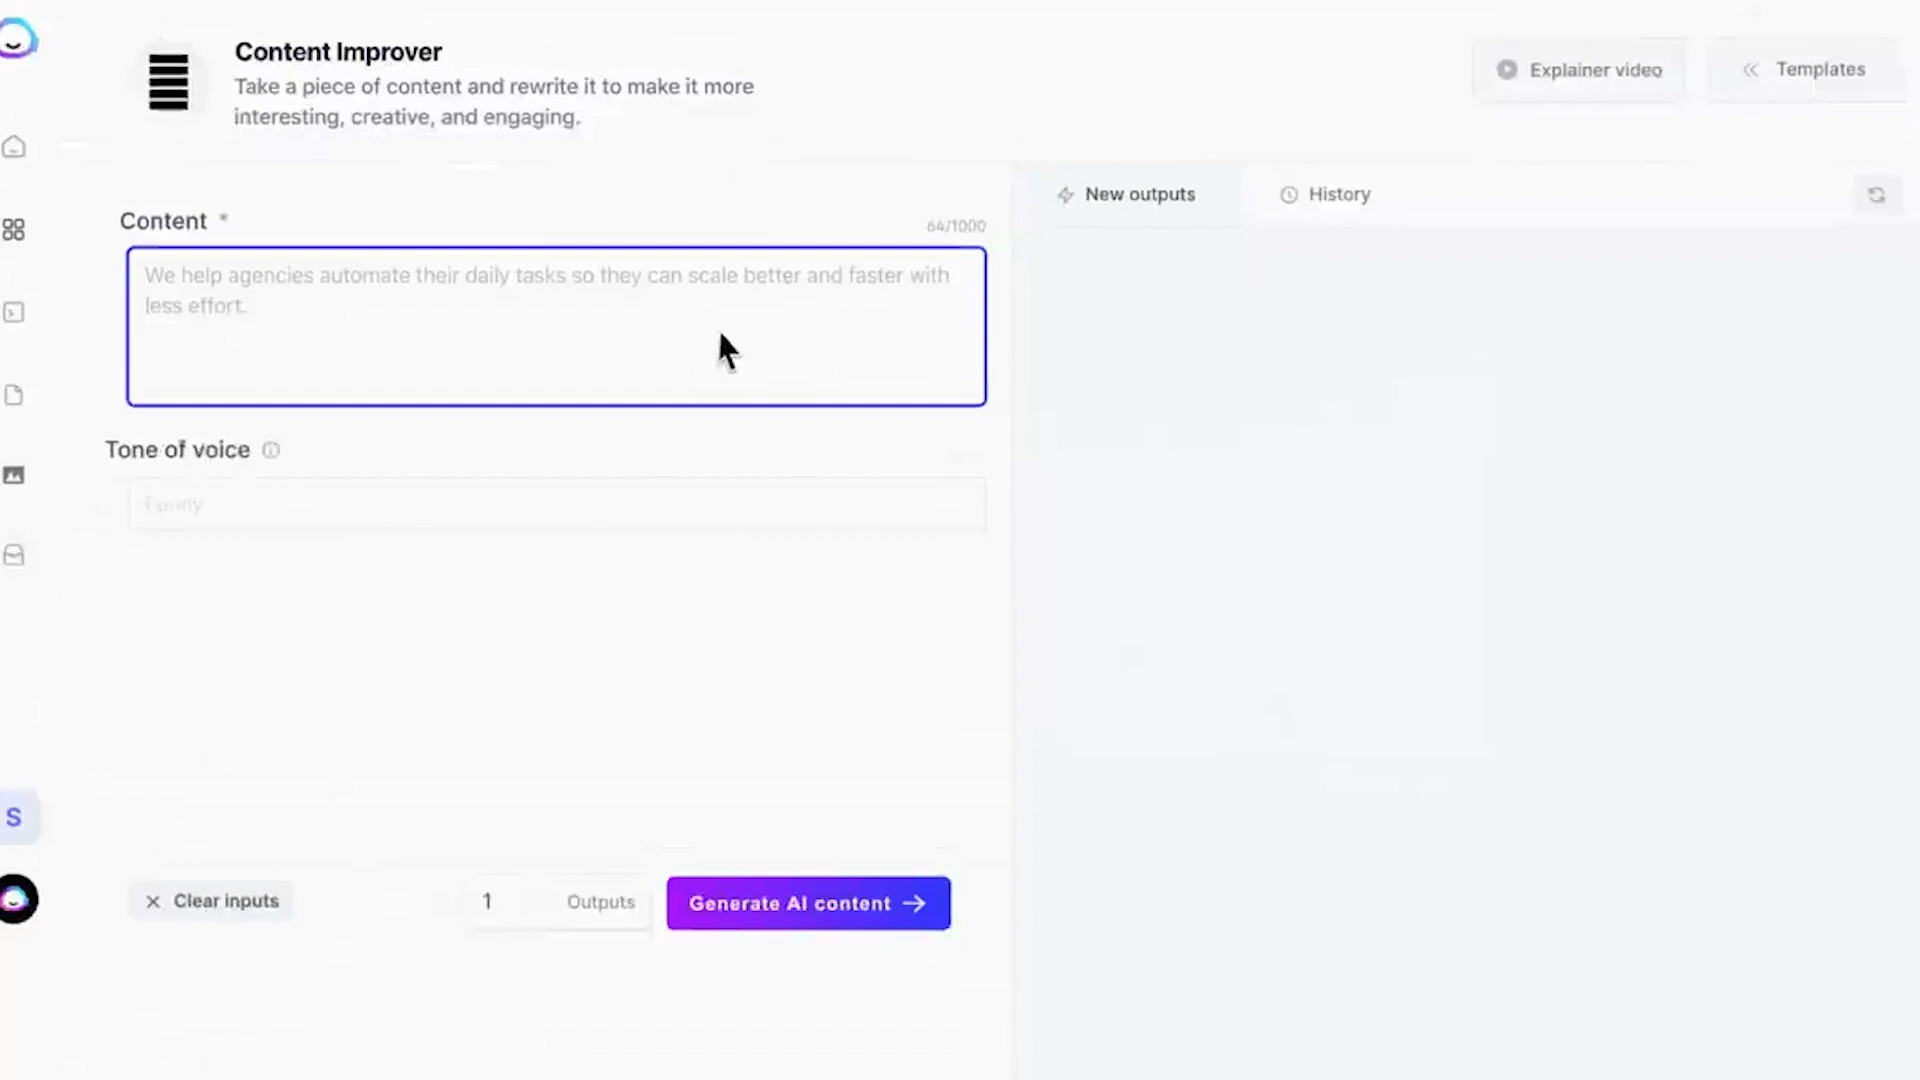 Content Improver
Take a piece of content and rewrite it to make it more
interesting, creative, and engaging.
Explainer video
Templates
Content *
64/1000
We help agencies automate their daily tasks so they can scale better and faster with
less effort.
Tone of voice
Funny
New outputs
History
S
Clear inputs
1
Outputs
Generate AI content